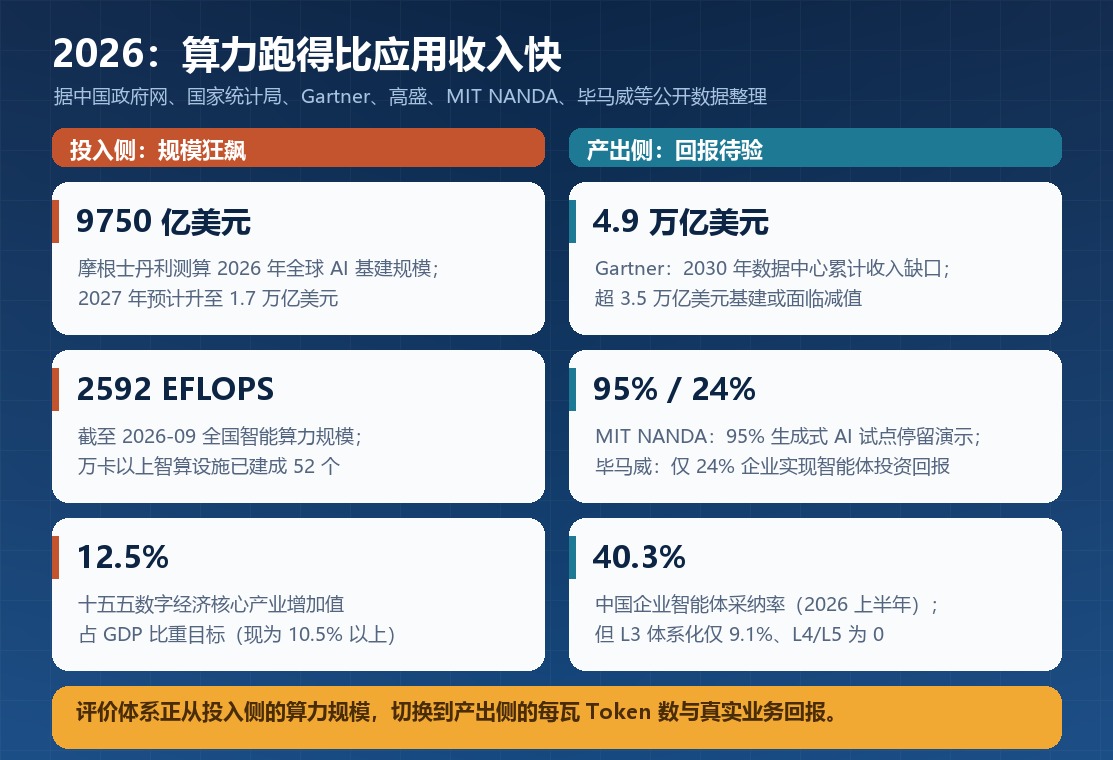 2026：算力跑得比应用收入快
据中国政府网、国家统计局、Gartner、高盛、MIT NANDA、毕马威等公开数据整理
投入侧：规模狂飙
9750 亿美元
摩根士丹利测算 2026 年全球 AI 基建规模；
2027 年预计升至 1.7 万亿美元
2592 EFLOPS
截至 2026-09 全国智能算力规模；
万卡以上智算设施已建成 52 个
12.5%
十五五数字经济核心产业增加值
占 GDP 比重目标（现为 10.5% 以上）
产出侧：回报待验
4.9 万亿美元
Gartner：2030 年数据中心累计收入缺口；
超 3.5 万亿美元基建或面临减值
95% / 24%
MIT NANDA：95% 生成式 AI 试点停留演示；
毕马威：仅 24% 企业实现智能体投资回报
40.3%
中国企业智能体采纳率（2026 上半年）；
但 L3 体系化仅 9.1%、L4/L5 为 0
评价体系正从投入侧的算力规模，切换到产出侧的每瓦 Token 数与真实业务回报。